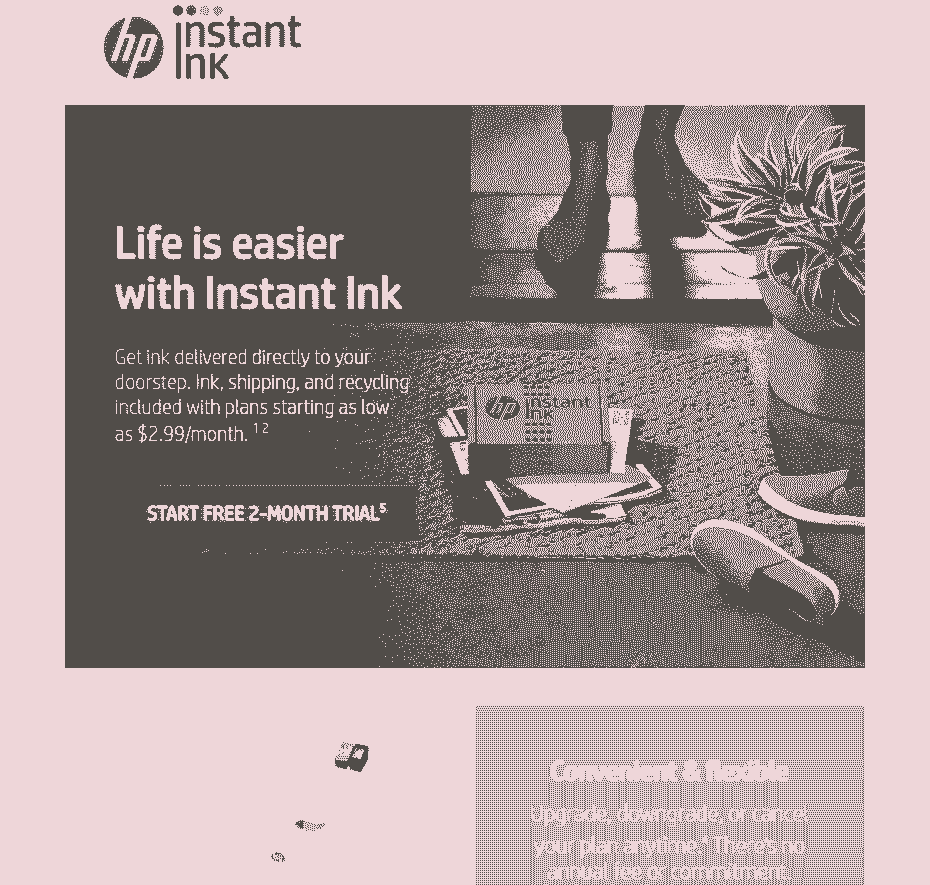 hp instant
ink
Life is easier
with Instant Ink
Get ink delivered directly to your
doorstep. Ink, shipping, and recycling
included with plans starting as low
as $2.99/month. 1 2
hp instant
ink
START FREE 2-MONTH TRIAL5
Convenient & flexible
Upgrade, downgrade, or cancel
your plan anytime.4 There's no
annual fee or commitment.